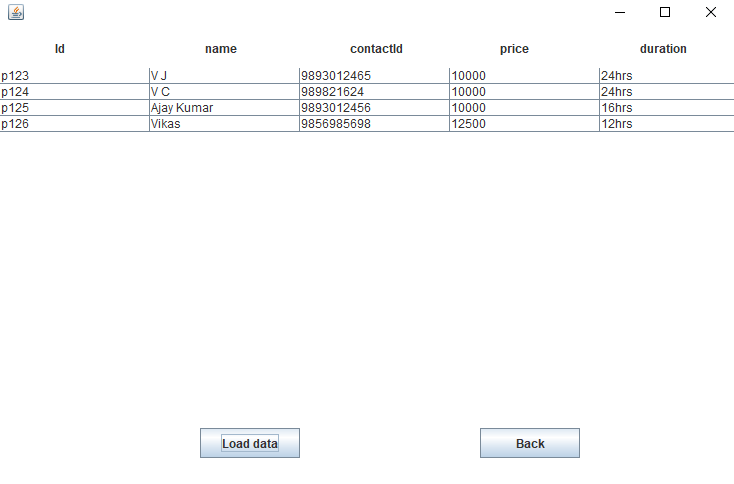 Id name contactId price duration
p123 V J 9893012465 10000 24hrs
p124 V C 989821624 10000 24hrs
p125 Ajay Kumar 9893012456 10000 16hrs
p126 Vikas 9856985698 12500 12hrs
Load data Back